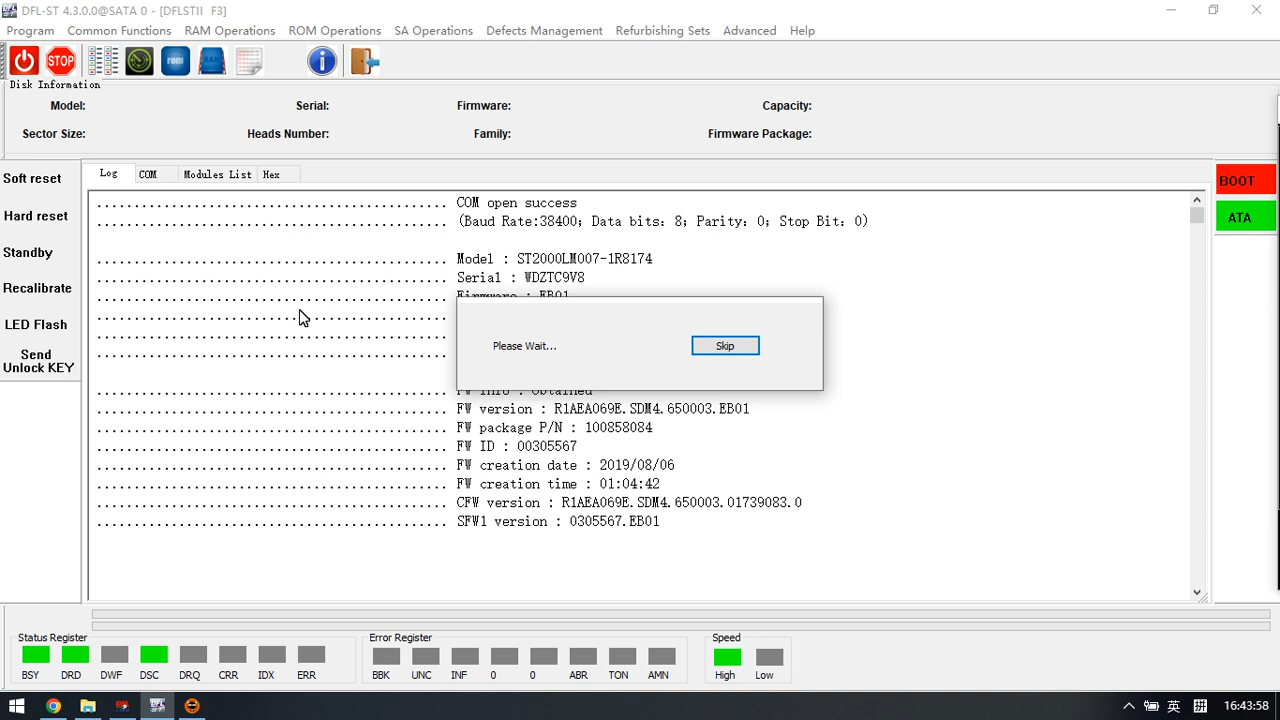 DFL-ST 4.3.0.0@SATA 0 - [DFLSTII F3]
Program Common Functions RAM Operations ROM Operations SA Operations Defects Management Refurbishing Sets Advanced Help
STOP rom
Disk Information
Model: Serial: Firmware: Capacity:
Sector Size: Heads Number: Family: Firmware Package:
Log COM Modules List Hex
Soft reset
Hard reset
Standby
Recalibrate
LED Flash
Send
Unlock KEY
BOOT
ATA
............................................... COM open success
............................................... (Baud Rate:38400; Data bits: 8; Parity: 0; Stop Bit: 0)
............................................... Model : ST2000LM007-1R8174
............................................... Serial : WDZTC9V8
............................................... Firmware : EB01
...............................................
...............................................
...............................................
Please Wait... Skip
............................................... FW info : Obtained
............................................... FW version : R1AEA069E.SDM4.650003.EB01
............................................... FW package P/N : 100858084
............................................... FW ID : 00305567
............................................... FW creation date : 2019/08/06
............................................... FW creation time : 01:04:42
............................................... CFW version : R1AEA069E.SDM4.650003.01739083.0
............................................... SFW1 version : 0305567.EB01
Status Register Error Register Speed
BSY DRD DWF DSC DRQ CRR IDX ERR BBK UNC INF 0 0 ABR TON AMN High Low
英 拼 16:43:58